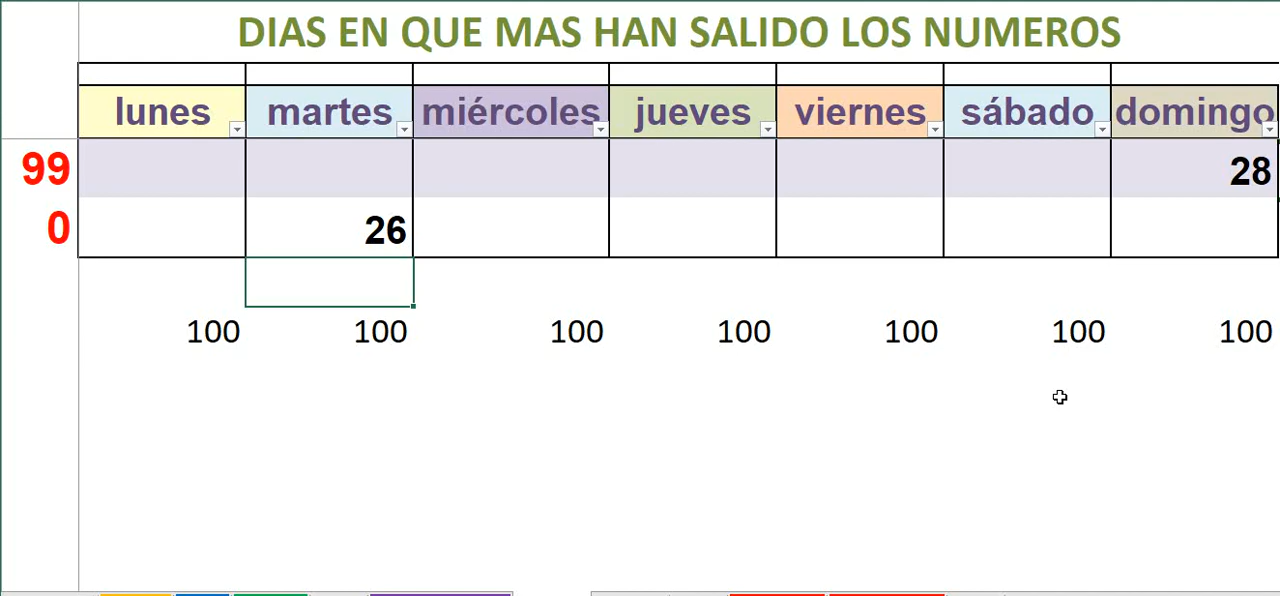 DIAS EN QUE MAS HAN SALIDO LOS NUMEROS
lunes martes miércoles jueves viernes sábado domingo
99 28
0 26
100 100 100 100 100 100 100